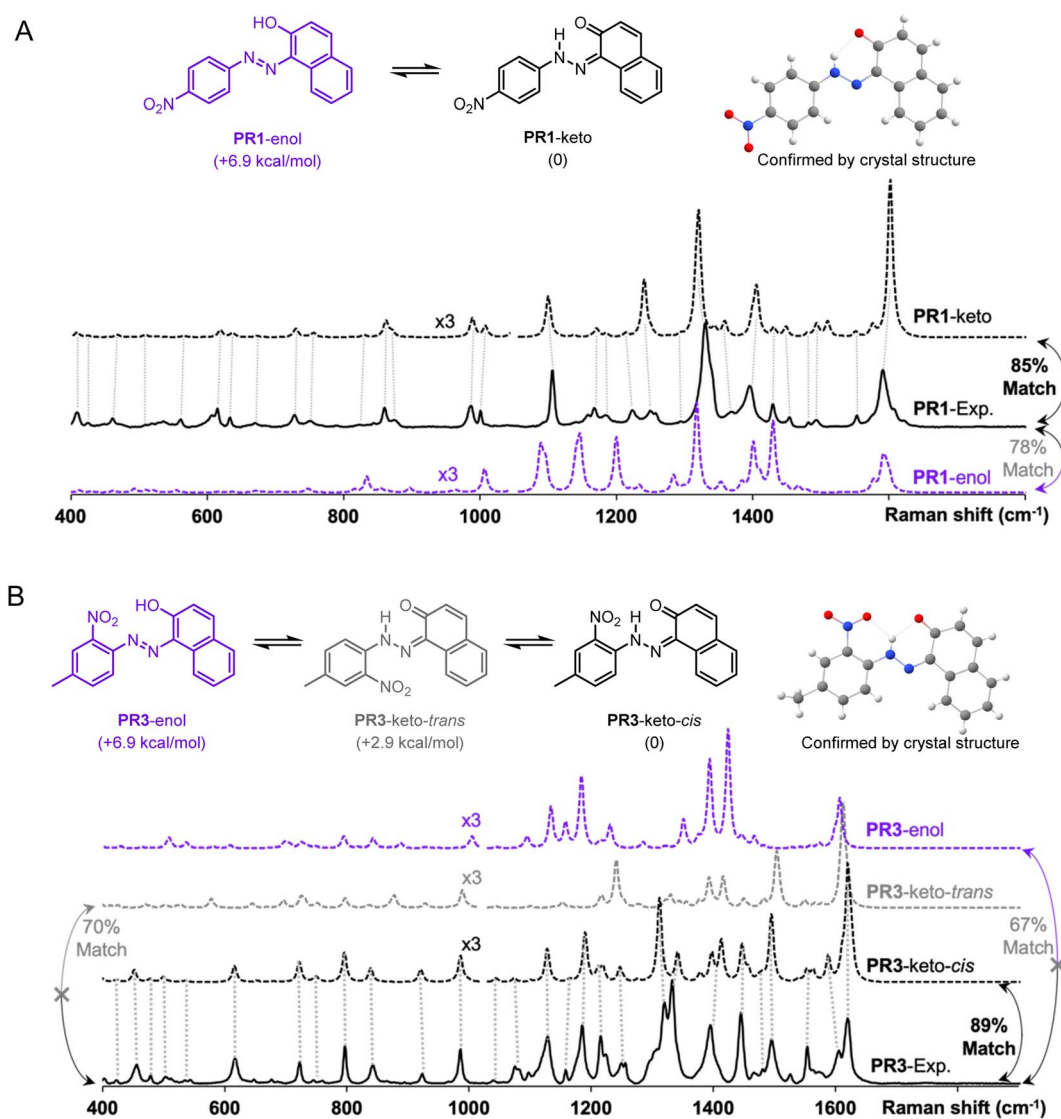 A
HO
N
N
O₂N
PR1-enol
(+6.9 kcal/mol)
O
H
N
N
O₂N
PR1-keto
(0)
Confirmed by crystal structure
x3
PR1-keto
85%
Match
PR1-Exp.
78%
Match
x3
PR1-enol
400
600
800
1000
1200
1400
Raman shift (cm⁻¹)
B
NO₂
HO
N
N
PR3-enol
(+6.9 kcal/mol)
O
H
N
N
NO₂
PR3-keto-trans
(+2.9 kcal/mol)
NO₂
O
H
N
N
PR3-keto-cis
(0)
Confirmed by crystal structure
x3
PR3-enol
x3
PR3-keto-trans
70%
Match
67%
Match
x3
PR3-keto-cis
89%
Match
PR3-Exp.
400
600
800
1000
1200
1400
1600
Raman shift (cm⁻¹)